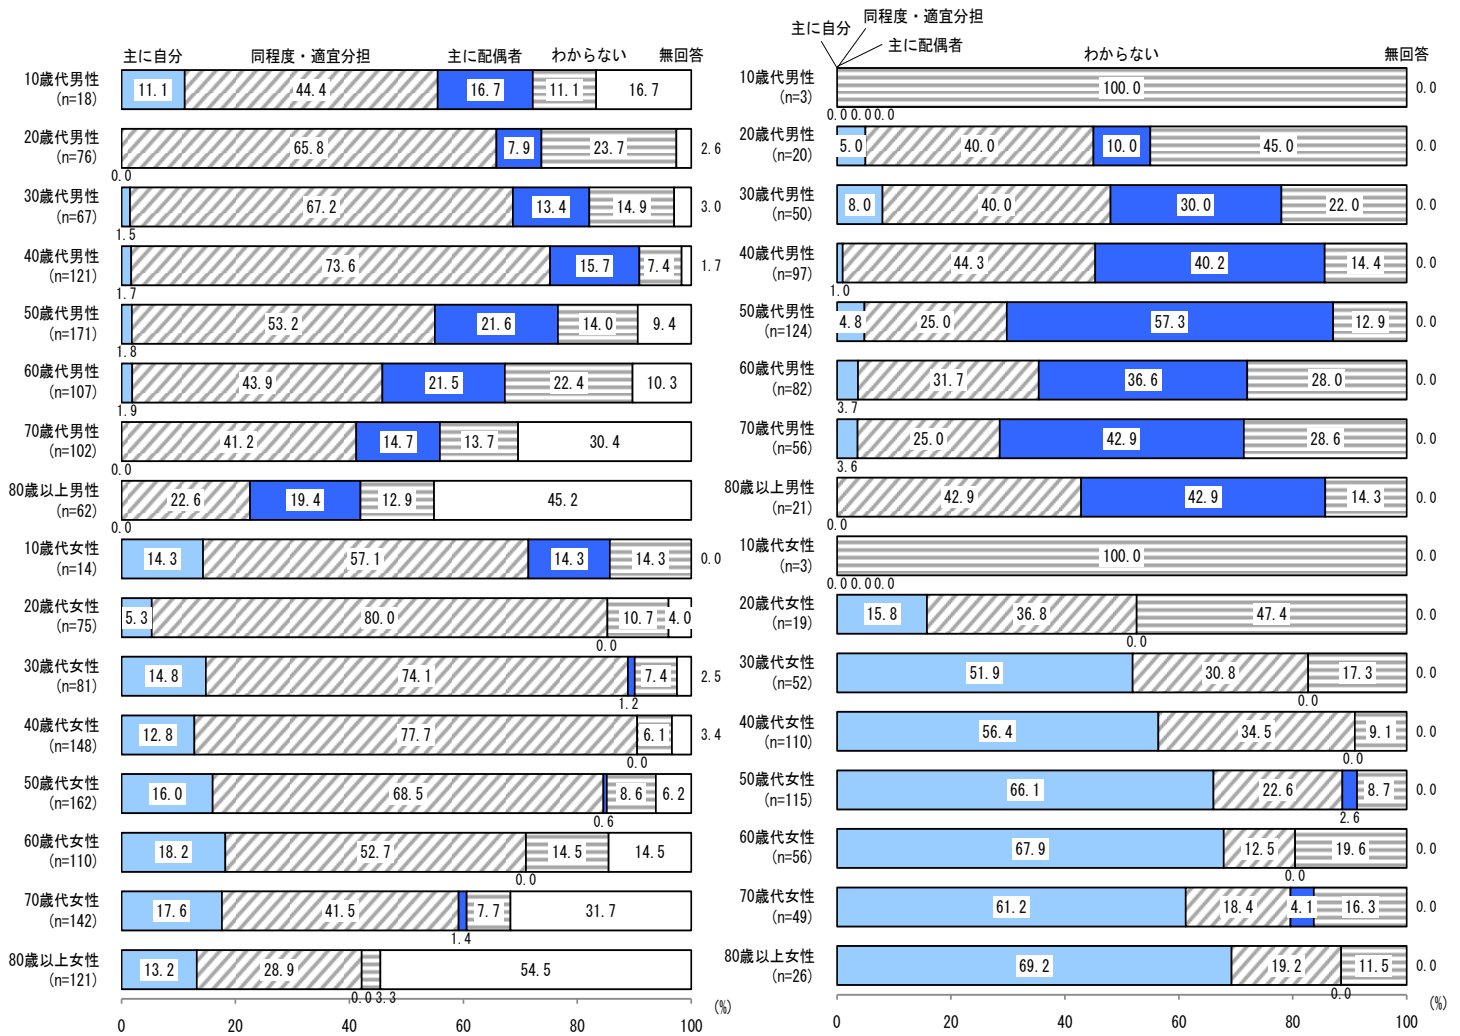 主に自分 同程度・適宜分担 主に配偶者 わからない 無回答
10歳代男性
(n=18)
11.1 44.4 16.7 11.1 16.7
20歳代男性
(n=76)
65.8 7.9 23.7 2.6
0.0
30歳代男性
(n=67)
67.2 13.4 14.9 3.0
1.5
40歳代男性
(n=121)
73.6 15.7 7.4 1.7
1.7
50歳代男性
(n=171)
53.2 21.6 14.0 9.4
1.8
60歳代男性
(n=107)
43.9 21.5 22.4 10.3
1.9
70歳代男性
(n=102)
41.2 14.7 13.7 30.4
0.0
80歳以上男性
(n=62)
22.6 19.4 12.9 45.2
0.0
10歳代女性
(n=14)
14.3 57.1 14.3 14.3 0.0
20歳代女性
(n=75)
5.3 80.0 10.7 4.0
0.0
30歳代女性
(n=81)
14.8 74.1 7.4 2.5
1.2
40歳代女性
(n=148)
12.8 77.7 6.1 3.4
0.0
50歳代女性
(n=162)
16.0 68.5 8.6 6.2
0.6
60歳代女性
(n=110)
18.2 52.7 14.5 14.5
0.0
70歳代女性
(n=142)
17.6 41.5 7.7 31.7
1.4
80歳以上女性
(n=121)
13.2 28.9 54.5
0.0 3.3
(%)
0 20 40 60 80 100
同程度・適宜分担
主に自分
主に配偶者
わからない 無回答
10歳代男性
(n=3)
100.0 0.0
0.0 0.0 0.0
20歳代男性
(n=20)
5.0 40.0 10.0 45.0 0.0
30歳代男性
(n=50)
8.0 40.0 30.0 22.0 0.0
40歳代男性
(n=97)
44.3 40.2 14.4 0.0
1.0
50歳代男性
(n=124)
4.8 25.0 57.3 12.9 0.0
60歳代男性
(n=82)
31.7 36.6 28.0 0.0
3.7
70歳代男性
(n=56)
25.0 42.9 28.6 0.0
3.6
80歳以上男性
(n=21)
42.9 42.9 14.3 0.0
0.0
10歳代女性
(n=3)
100.0 0.0
0.0 0.0 0.0
20歳代女性
(n=19)
15.8 36.8 47.4 0.0
0.0
30歳代女性
(n=52)
51.9 30.8 17.3 0.0
0.0
40歳代女性
(n=110)
56.4 34.5 9.1 0.0
0.0
50歳代女性
(n=115)
66.1 22.6 8.7 0.0
2.6
60歳代女性
(n=56)
67.9 12.5 19.6 0.0
0.0
70歳代女性
(n=49)
61.2 18.4 4.1 16.3 0.0
80歳以上女性
(n=26)
69.2 19.2 11.5 0.0
0.0
(%)
0 20 40 60 80 100